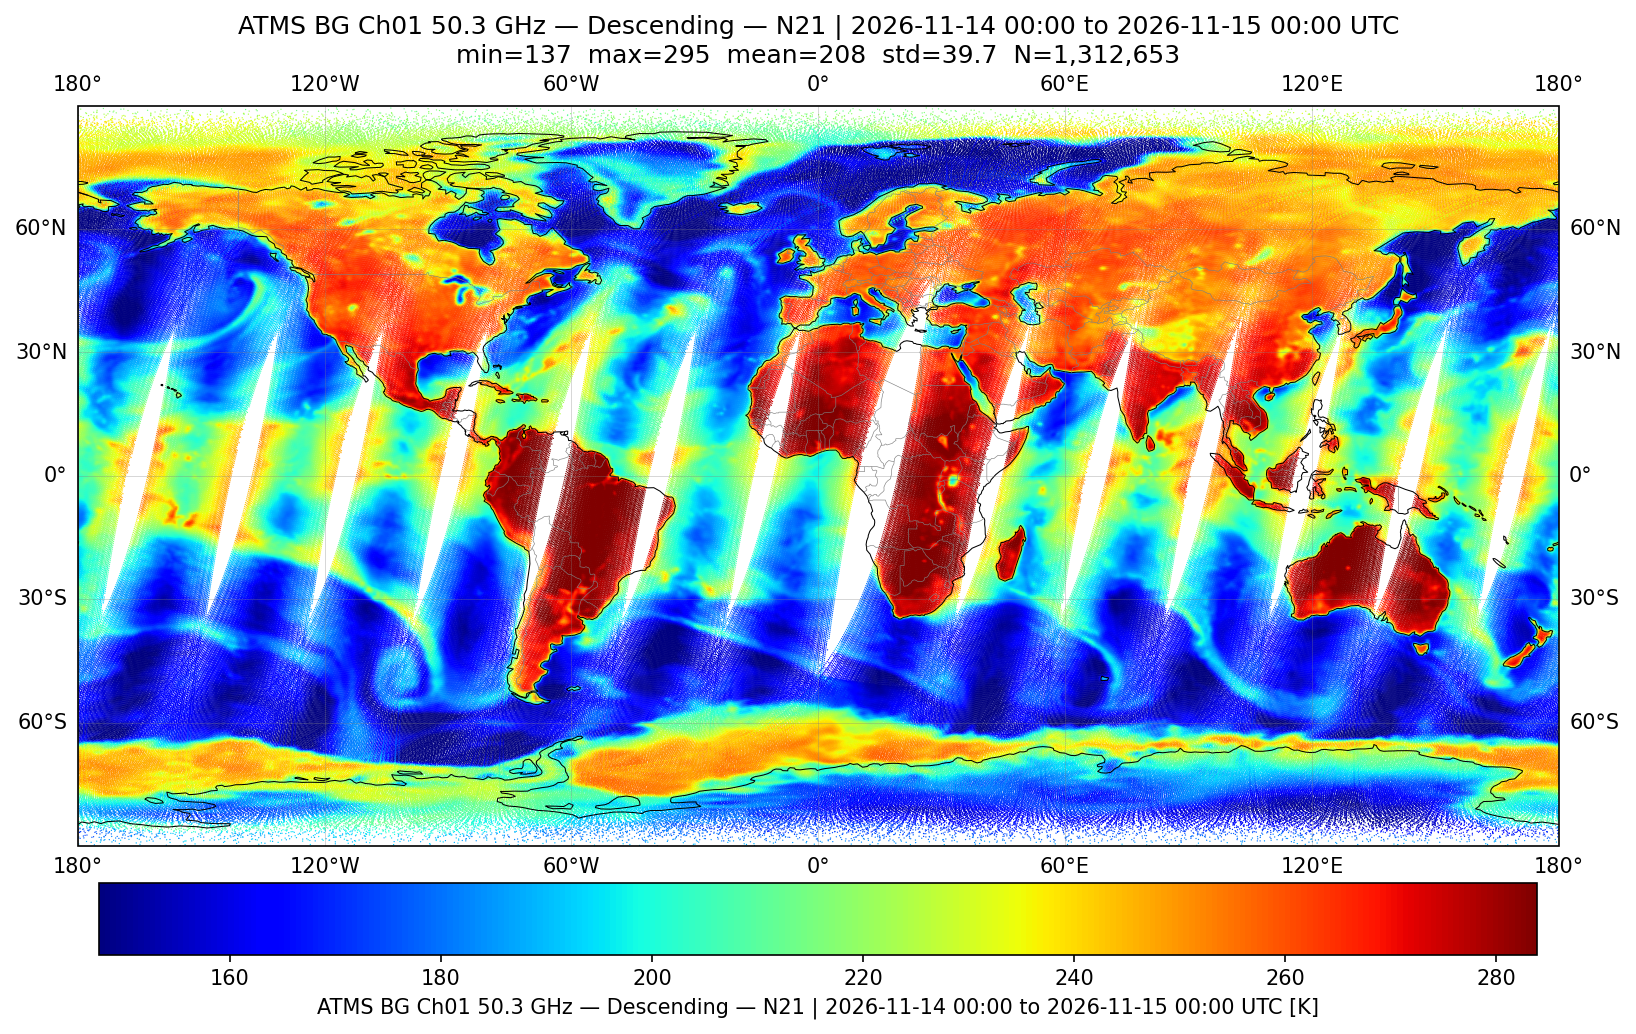 ATMS BG Ch01 50.3 GHz — Descending — N21 | 2026-11-14 00:00 to 2026-11-15 00:00 UTC
min=137  max=295  mean=208  std=39.7  N=1,312,653
180° 120°W 60°W 0° 60°E 120°E 180°
60°N 60°N
30°N 30°N
0° 0°
30°S 30°S
60°S 60°S
180° 120°W 60°W 0° 60°E 120°E 180°
160 180 200 220 240 260 280
ATMS BG Ch01 50.3 GHz — Descending — N21 | 2026-11-14 00:00 to 2026-11-15 00:00 UTC [K]